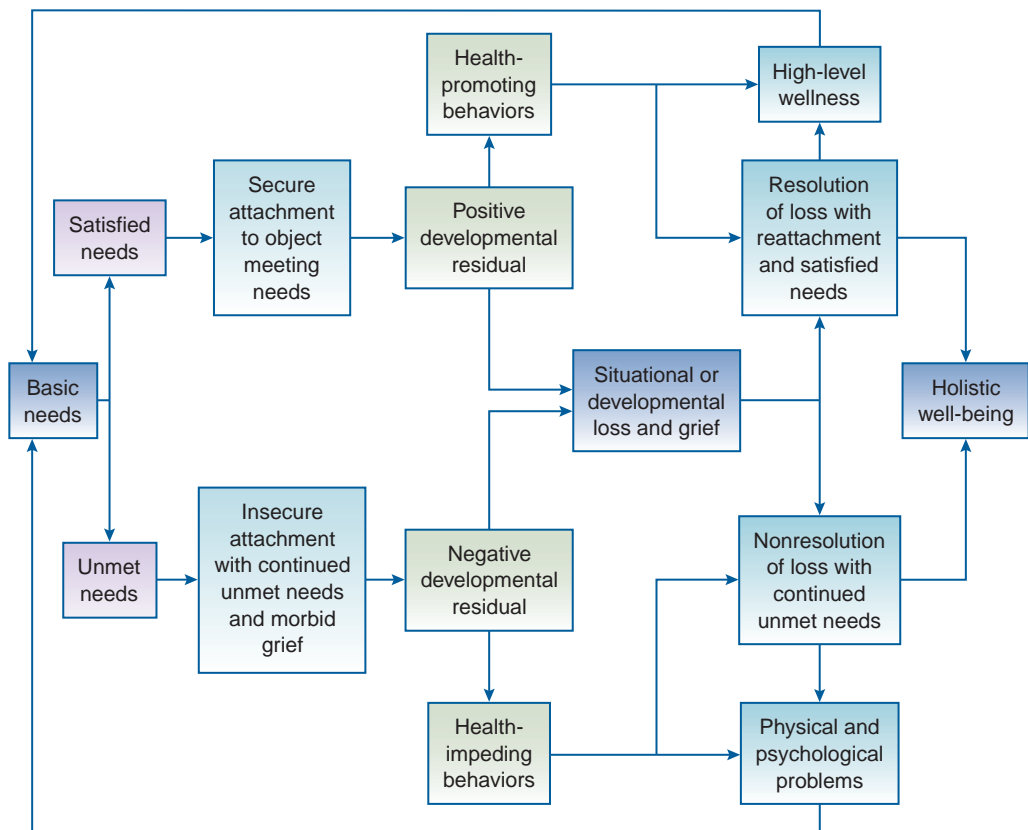 Health-
promoting
behaviors
High-level
wellness
Satisfied
needs
Secure
attachment
to object
meeting
needs
Positive
developmental
residual
Resolution
of loss with
reattachment
and satisfied
needs
Basic
needs
Situational or
developmental
loss and grief
Holistic
well-being
Unmet
needs
Insecure
attachment
with continued
unmet needs
and morbid
grief
Negative
developmental
residual
Nonresolution
of loss with
continued
unmet needs
Health-
impeding
behaviors
Physical and
psychological
problems